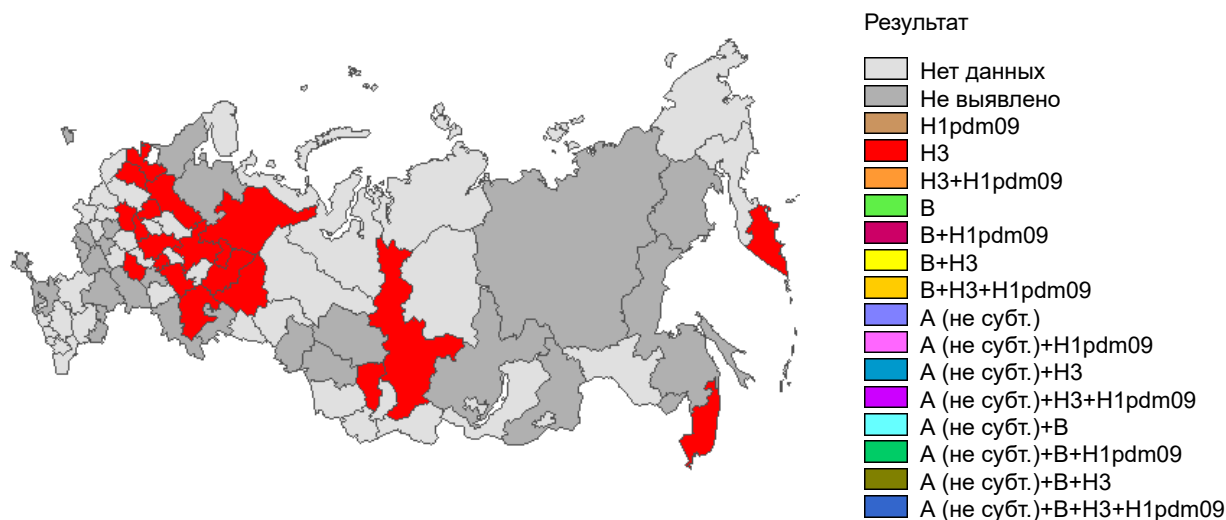 Результат
Нет данных
Не выявлено
H1pdm09
H3
H3+H1pdm09
B
B+H1pdm09
B+H3
B+H3+H1pdm09
А (не субт.)
А (не субт.)+H1pdm09
А (не субт.)+H3
А (не субт.)+H3+H1pdm09
А (не субт.)+B
А (не субт.)+B+H1pdm09
А (не субт.)+B+H3
А (не субт.)+B+H3+H1pdm09